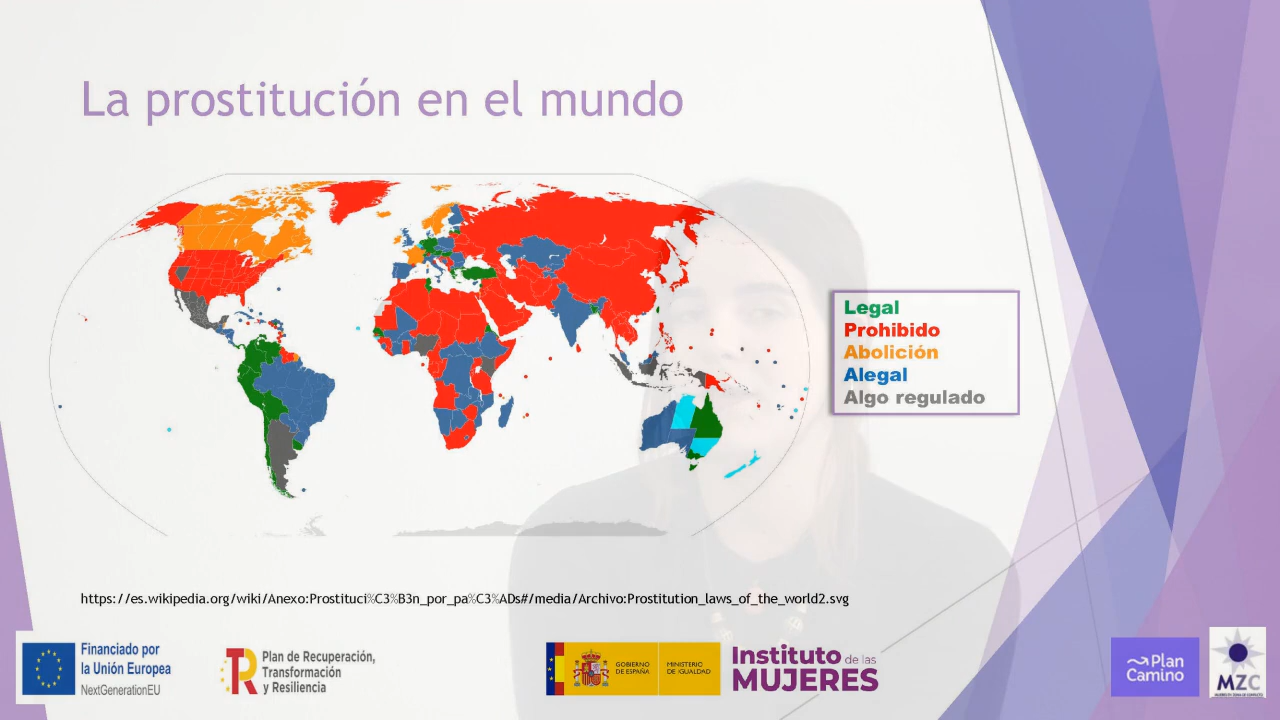 La prostitución en el mundo
Legal
Prohibido
Abolición
Alegal
Algo regulado
https://es.wikipedia.org/wiki/Anexo:Prostituci%C3%B3n_por_pa%C3%ADs#/media/Archivo:Prostitution_laws_of_the_world2.svg
Financiado por
la Unión Europea
NextGenerationEU
Plan de Recuperación,
Transformación
y Resiliencia
GOBIERNO
DE ESPAÑA
MINISTERIO
DE IGUALDAD
Instituto de las
MUJERES
Plan
Camino
MZC